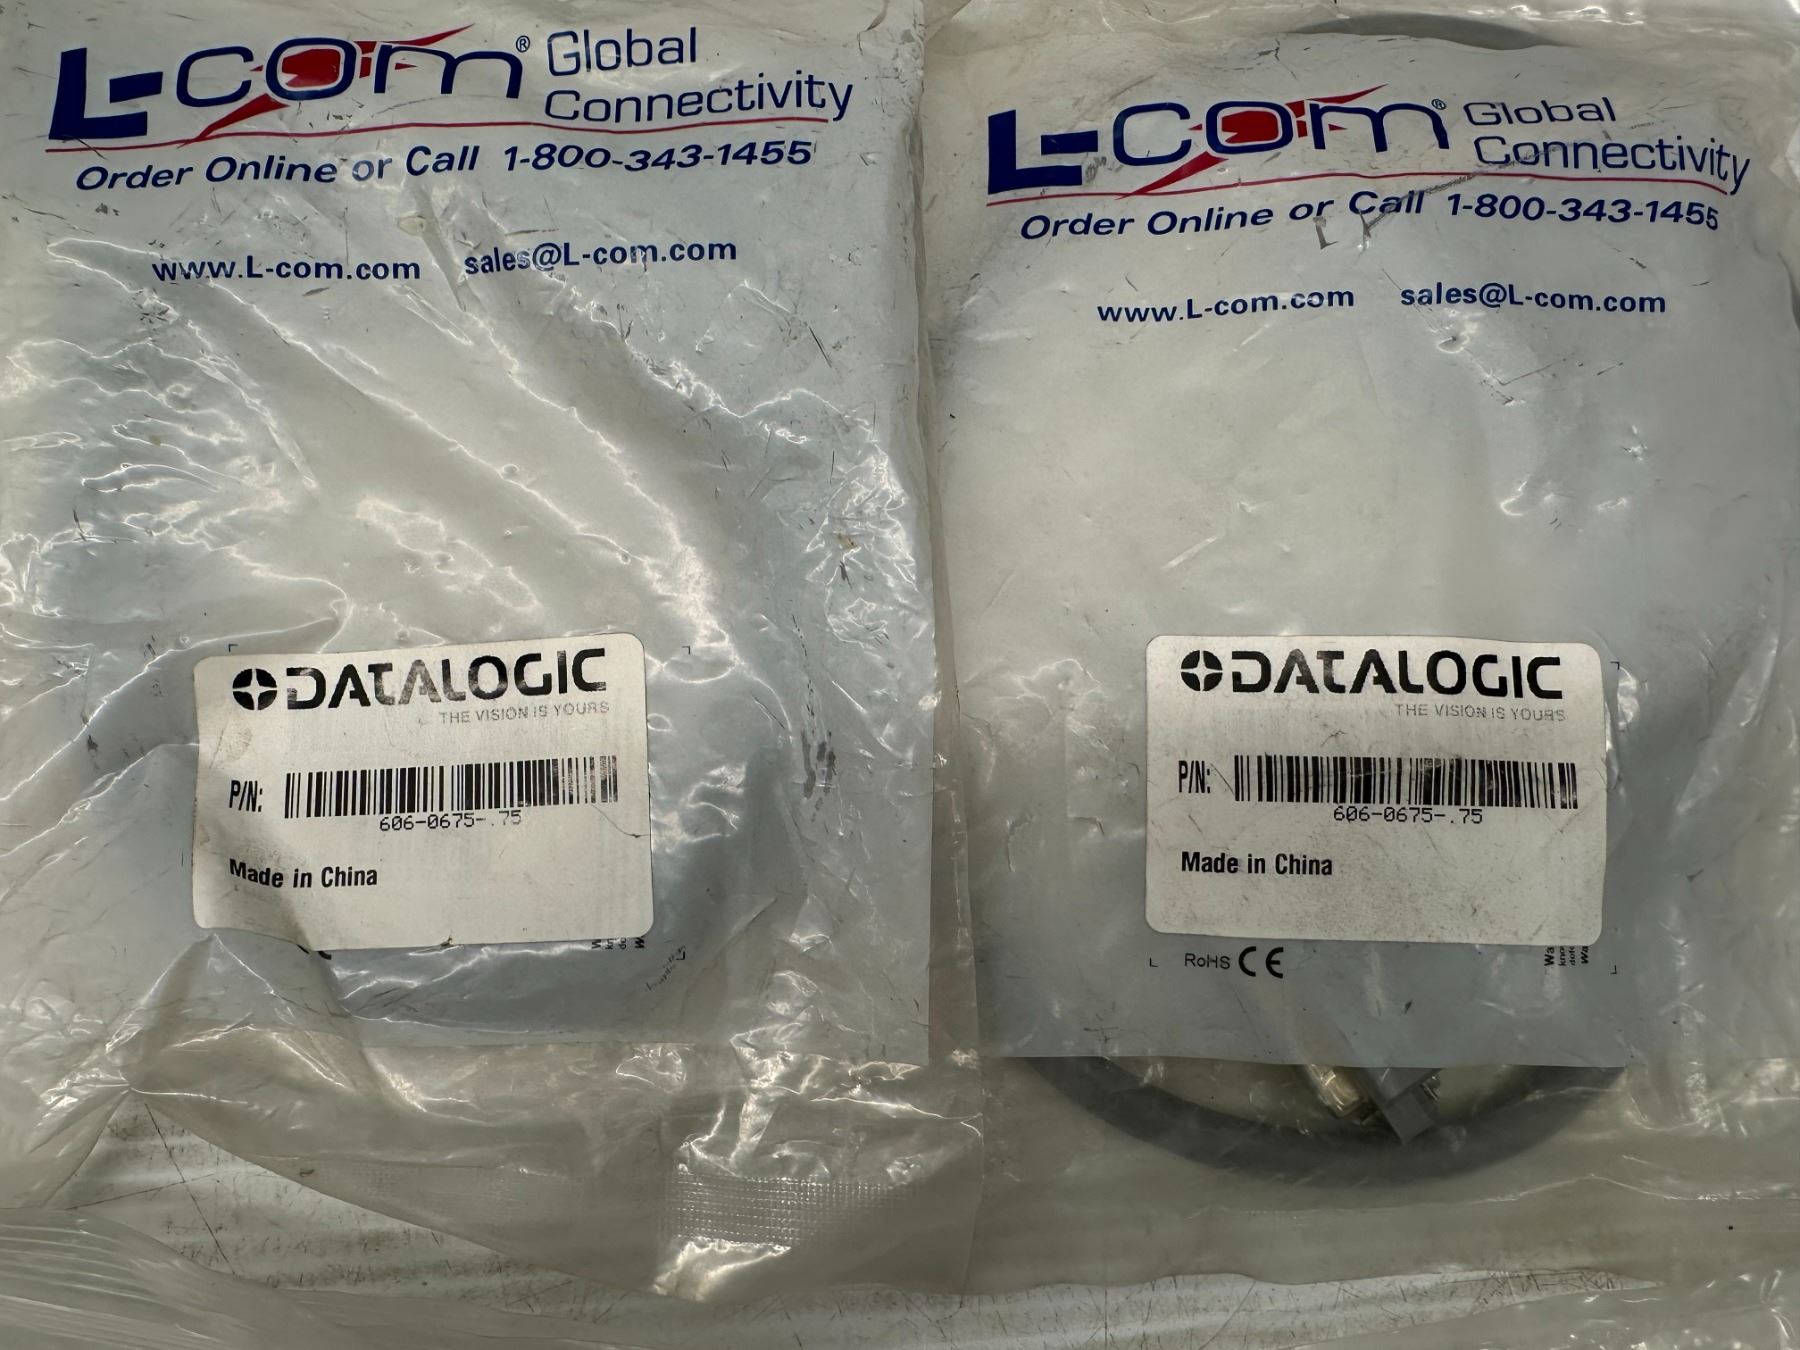 L-com® Global Connectivity
Order Online or Call 1-800-343-1455
www.L-com.com sales@L-com.com
DATALOGIC
THE VISION IS YOURS
P/N:
606-0675-.75
Made in China
L-com® Global Connectivity
Order Online or Call 1-800-343-1455
www.L-com.com sales@L-com.com
DATALOGIC
THE VISION IS YOURS
P/N:
606-0675-.75
Made in China
RoHS CE
Wa